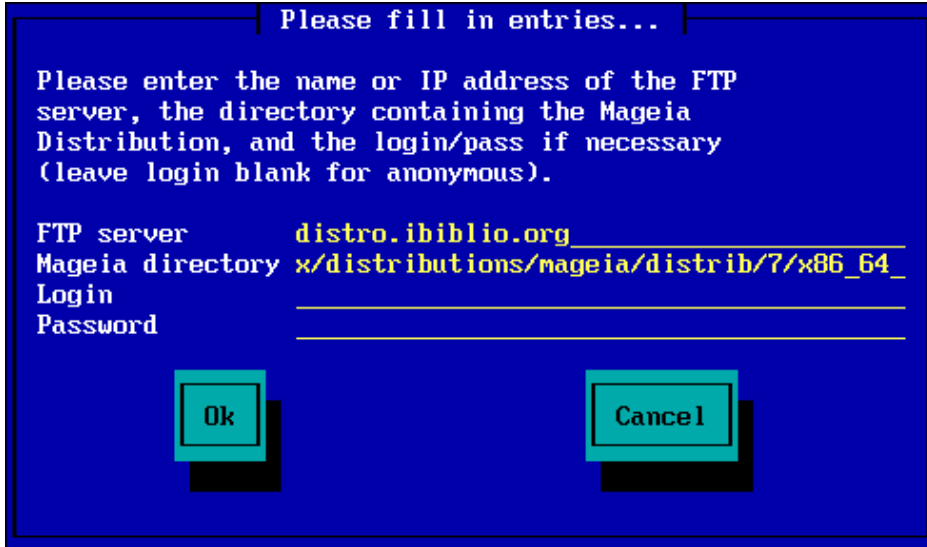 Please fill in entries...
Please enter the name or IP address of the FTP
server, the directory containing the Mageia
Distribution, and the login/pass if necessary
(leave login blank for anonymous).
FTP server distro.ibiblio.org
Mageia directory x/distributions/mageia/distrib/7/x86_64_
Login
Password
Ok Cancel